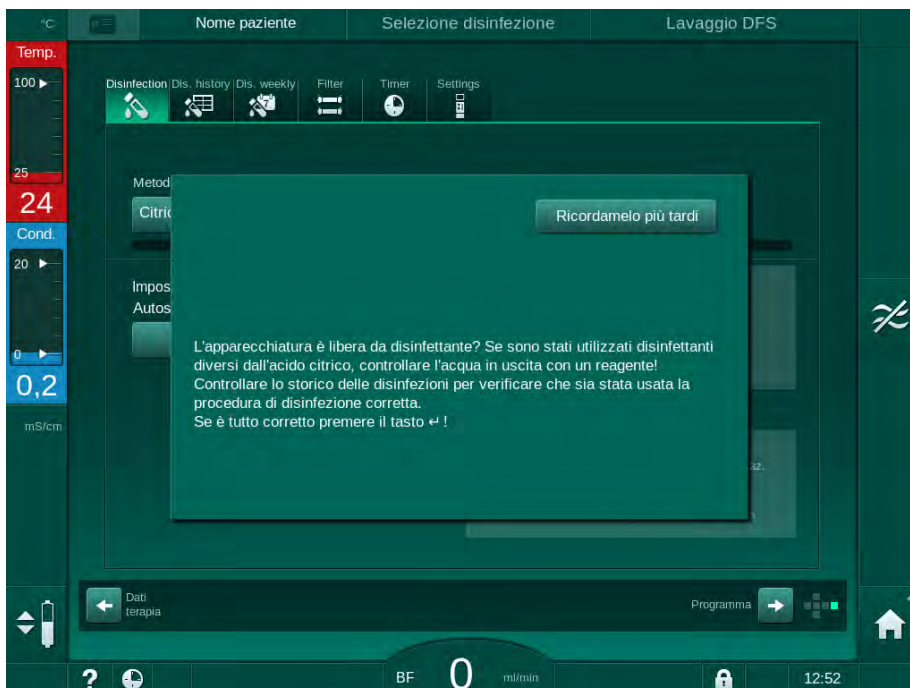 °C
Nome paziente
Selezione disinfezione
Lavaggio DFS
Temp.
100
25
24
Cond.
20
0
0,2
mS/cm
Disinfection
Dis. history
Dis. weekly
Filter
Timer
Settings
7
Metod
Citric
Ricordamelo più tardi
Impos
Autos
L'apparecchiatura è libera da disinfettante? Se sono stati utilizzati disinfettanti
diversi dall'acido citrico, controllare l'acqua in uscita con un reagente!
Controllare lo storico delle disinfezioni per verificare che sia stata usata la
procedura di disinfezione corretta.
Se è tutto corretto premere il tasto ↵ !
az.
Dati
terapia
Programma
?
BF
0
ml/min
12:52